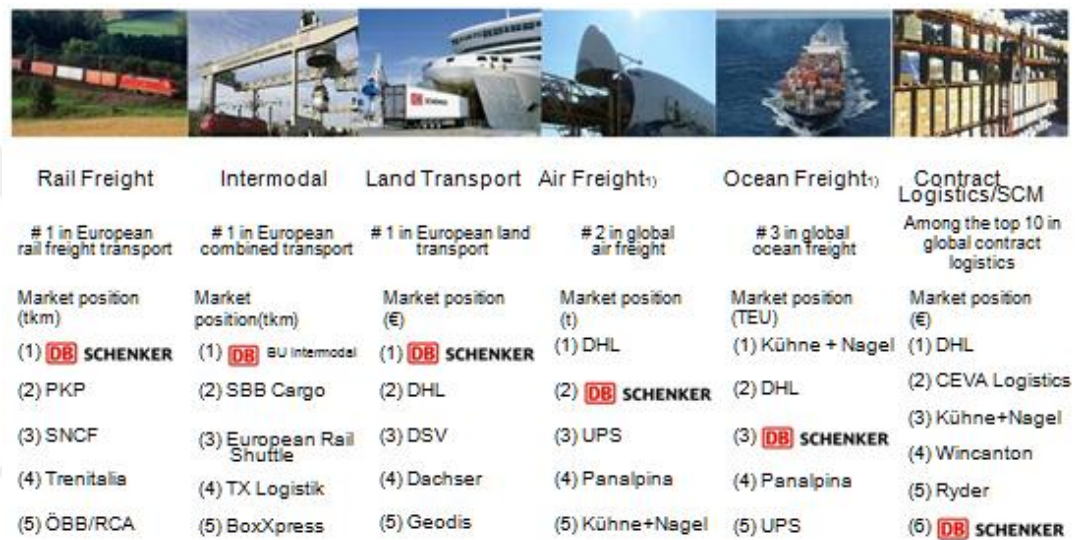 DB SCHENKER
Rail Freight
# 1 in European
rail freight transport
Market position
(tkm)
(1) DB SCHENKER
(2) PKP
(3) SNCF
(4) Trenitalia
(5) ÖBB/RCA
Intermodal
# 1 in European
combined transport
Market
position(tkm)
(1) DB BU Intermodal
(2) SBB Cargo
(3) European Rail
Shuttle
(4) TX Logistik
(5) BoxXpress
Land Transport
# 1 in European land
transport
Market position
(€)
(1) DB SCHENKER
(2) DHL
(3) DSV
(4) Dachser
(5) Geodis
Air Freight1)
# 2 in global
air freight
Market position
(t)
(1) DHL
(2) DB SCHENKER
(3) UPS
(4) Panalpina
(5) Kühne+Nagel
Ocean Freight1)
# 3 in global
ocean freight
Market position
(TEU)
(1) Kühne + Nagel
(2) DHL
(3) DB SCHENKER
(4) Panalpina
(5) UPS
Contract
Logistics/SCM
Among the top 10 in
global contract
logistics
Market position
(€)
(1) DHL
(2) CEVA Logistics
(3) Kühne+Nagel
(4) Wincanton
(5) Ryder
(6) DB SCHENKER